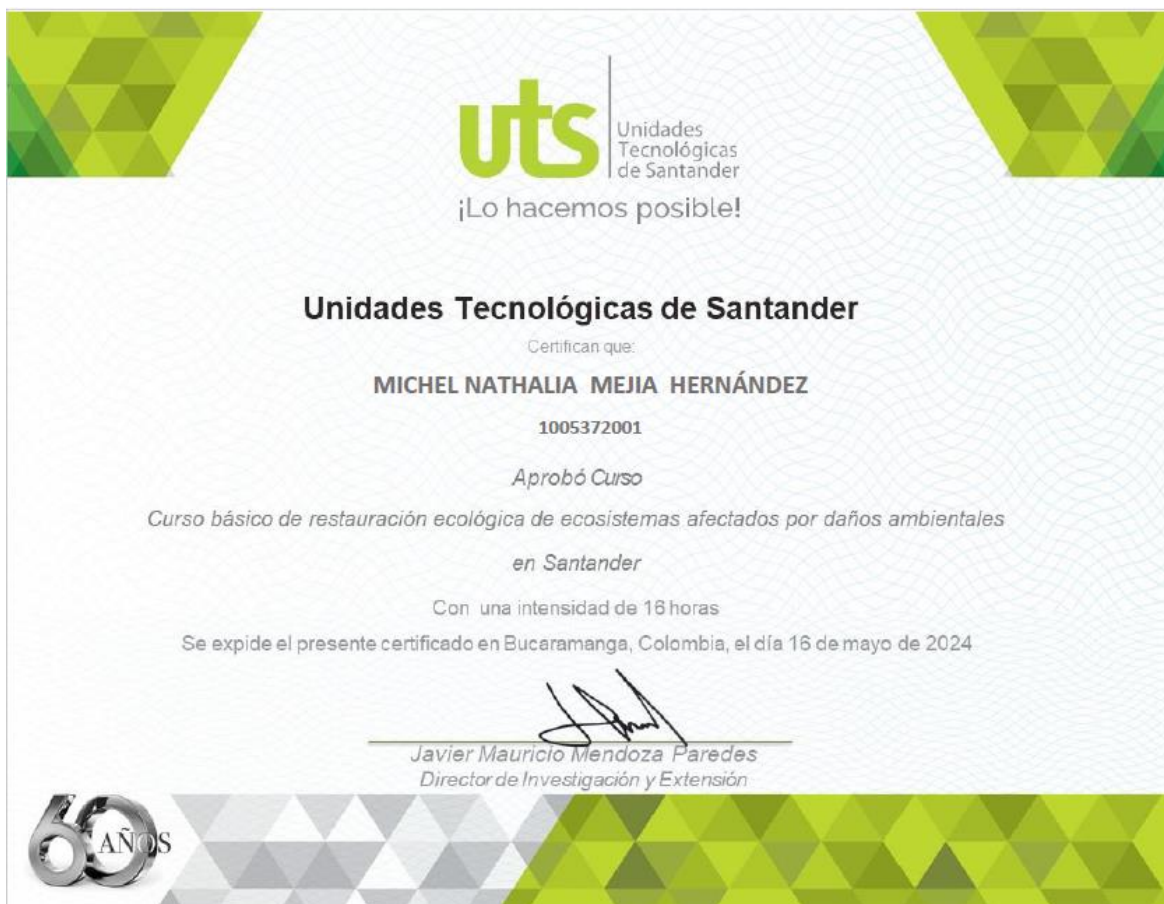 uts
Unidades
Tecnológicas
de Santander
¡Lo hacemos posible!
Unidades Tecnológicas de Santander
Certifican que:
MICHEL NATHALIA MEJIA HERNÁNDEZ
1005372001
Aprobó Curso
Curso básico de restauración ecológica de ecosistemas afectados por daños ambientales
en Santander
Con una intensidad de 16 horas
Se expide el presente certificado en Bucaramanga, Colombia, el día 16 de mayo de 2024
Javier Mauricio Mendoza Paredes
Director de Investigación y Extensión
60 AÑOS